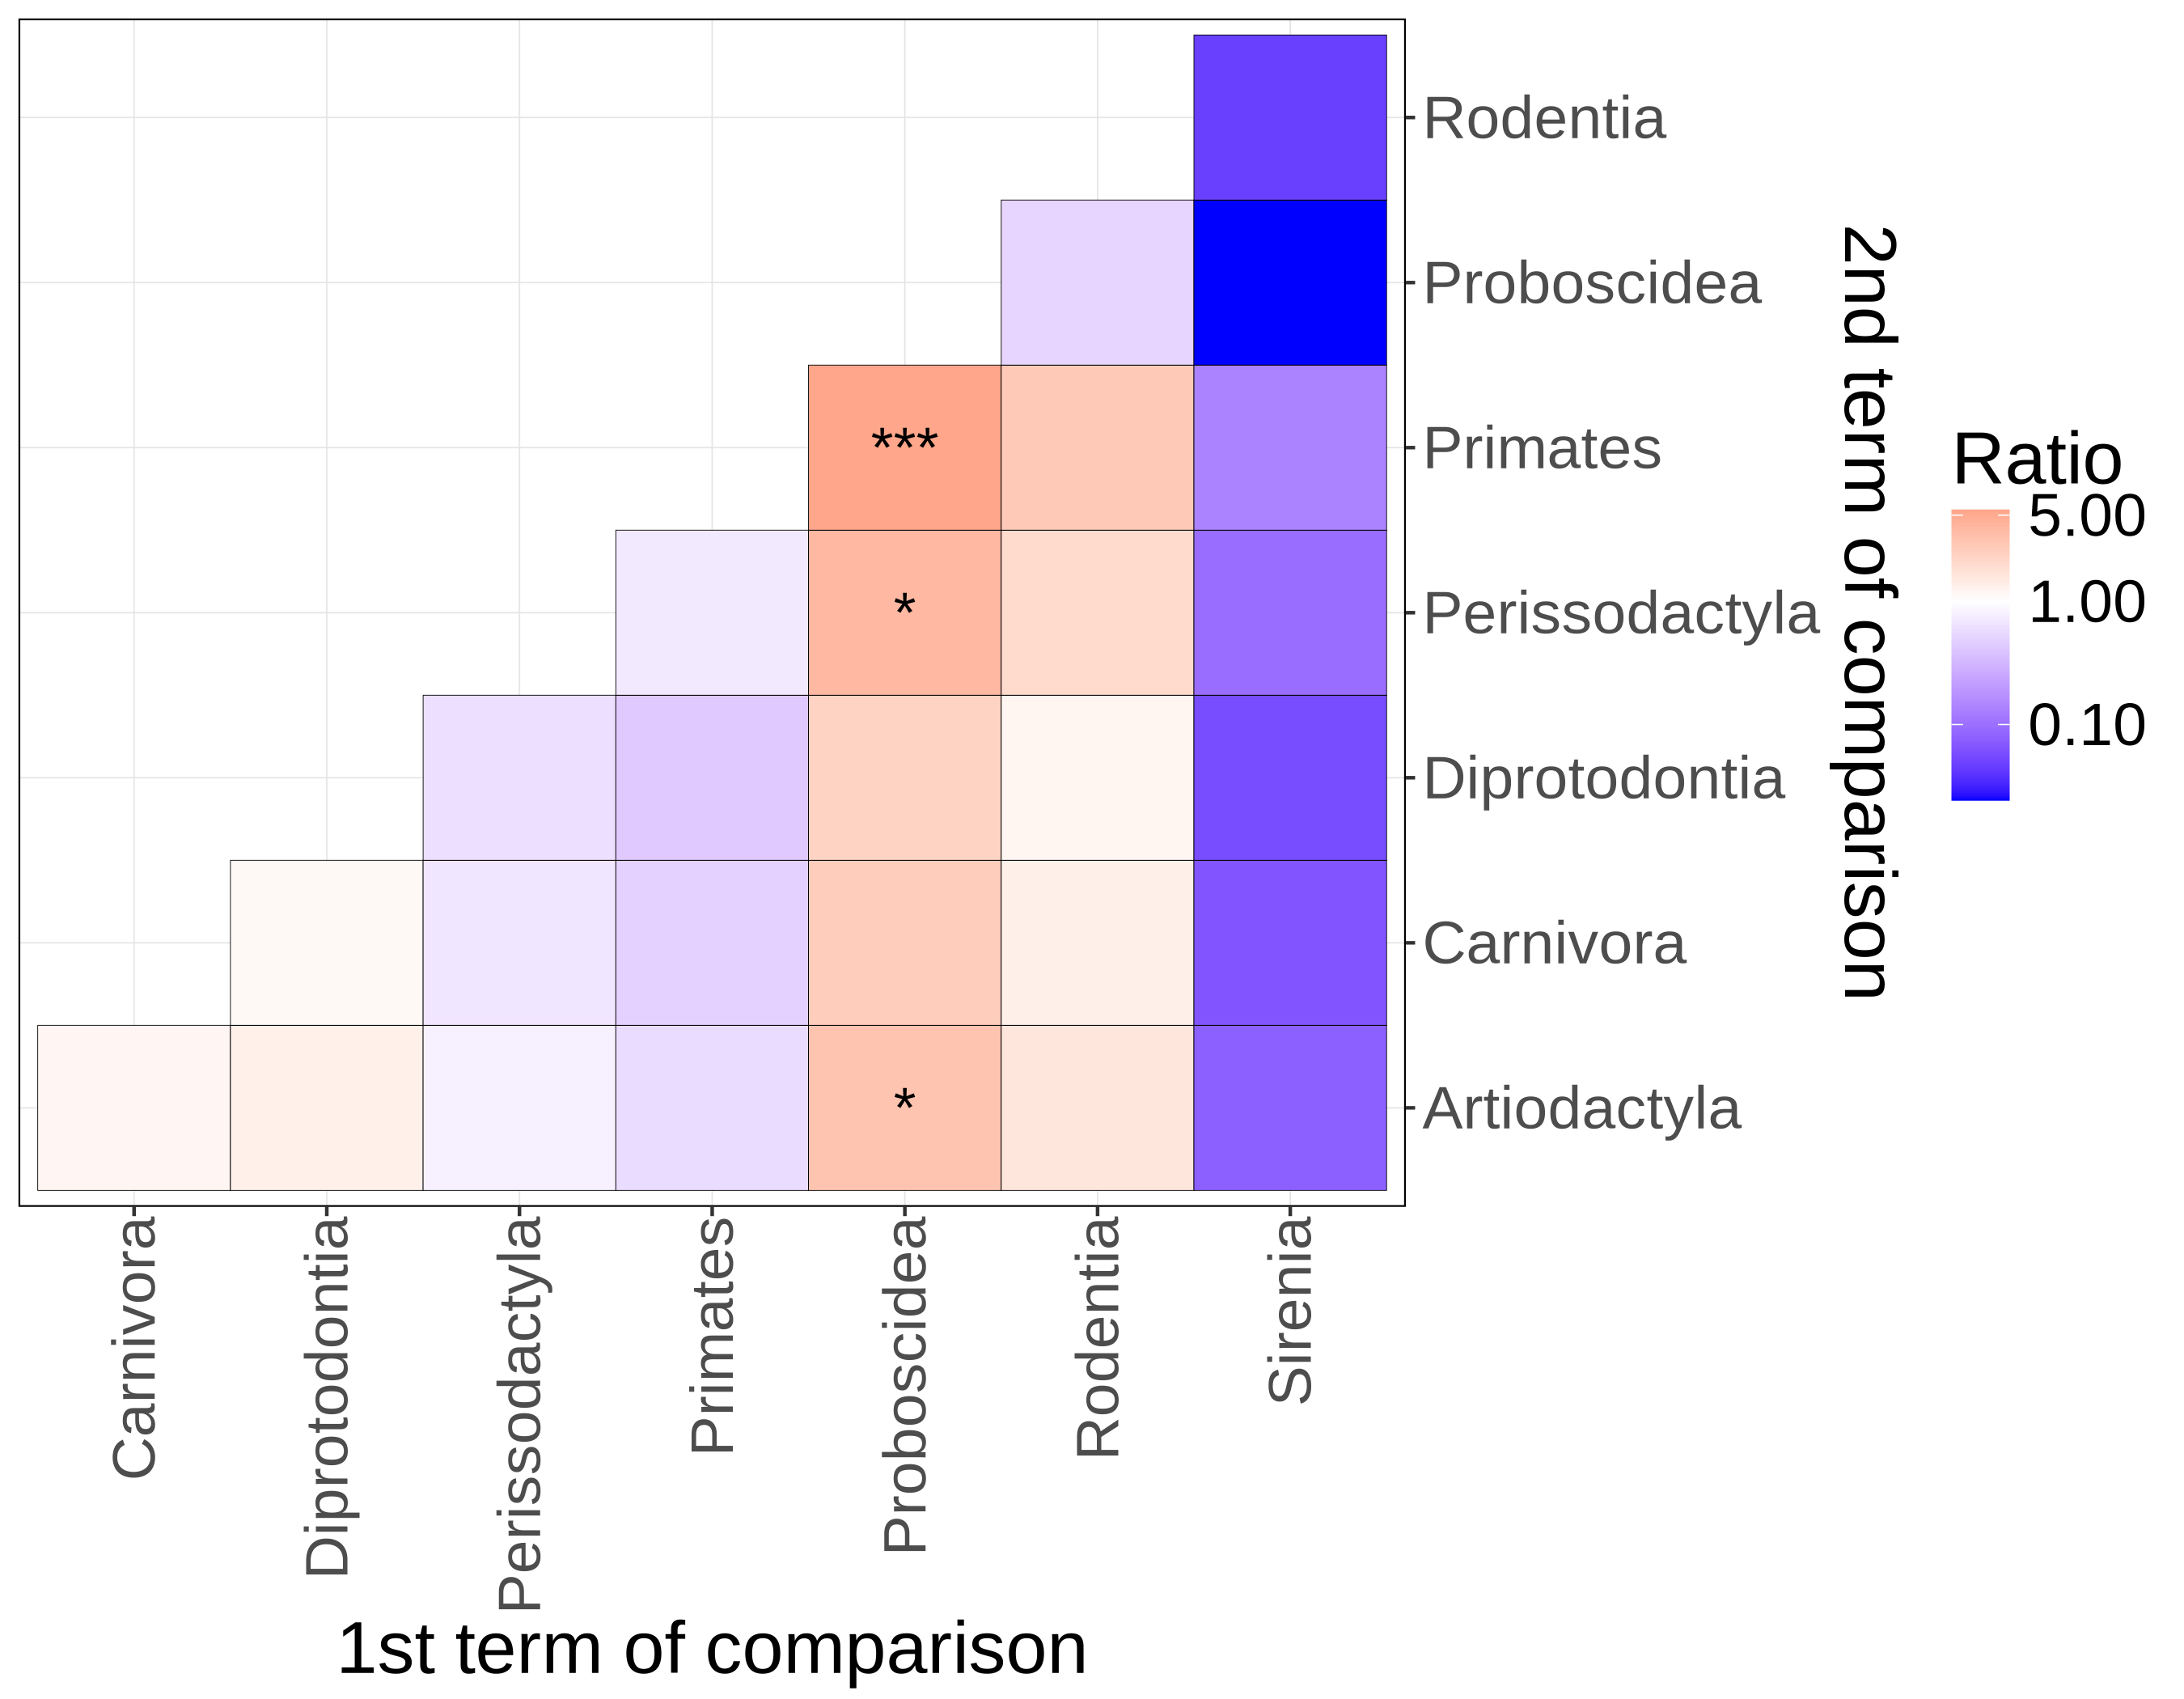 Rodentia
Proboscidea
***
Primates
*
Perissodactyla
Diprotodontia
Carnivora
*
Artiodactyla
2nd term of comparison
Ratio
5.00
1.00
0.10
Carnivora
Diprotodontia
Perissodactyla
Primates
Proboscidea
Rodentia
Sirenia
1st term of comparison